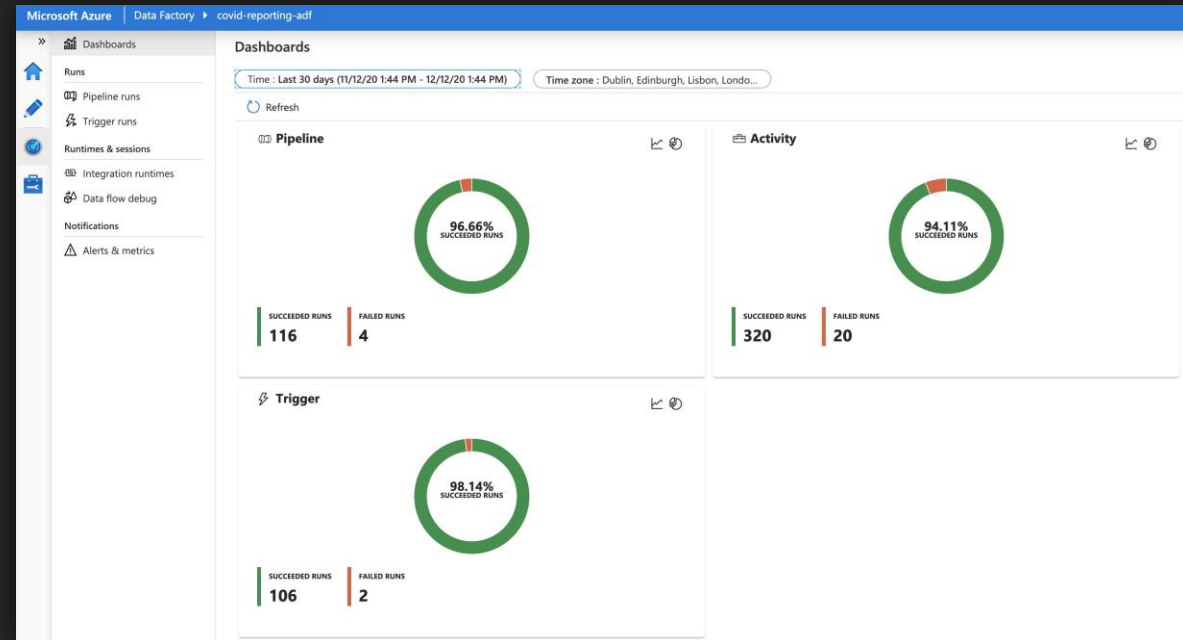 Microsoft Azure | Data Factory ▸ covid-reporting-adf
»
Dashboards
Runs
Pipeline runs
Trigger runs
Runtimes & sessions
Integration runtimes
Data flow debug
Notifications
Alerts & metrics
Dashboards
Time : Last 30 days (11/12/20 1:44 PM - 12/12/20 1:44 PM) Time zone : Dublin, Edinburgh, Lisbon, Londo...
Refresh
Pipeline
96.66%
SUCCEEDED RUNS
SUCCEEDED RUNS FAILED RUNS
116 4
Activity
94.11%
SUCCEEDED RUNS
SUCCEEDED RUNS FAILED RUNS
320 20
Trigger
98.14%
SUCCEEDED RUNS
SUCCEEDED RUNS FAILED RUNS
106 2